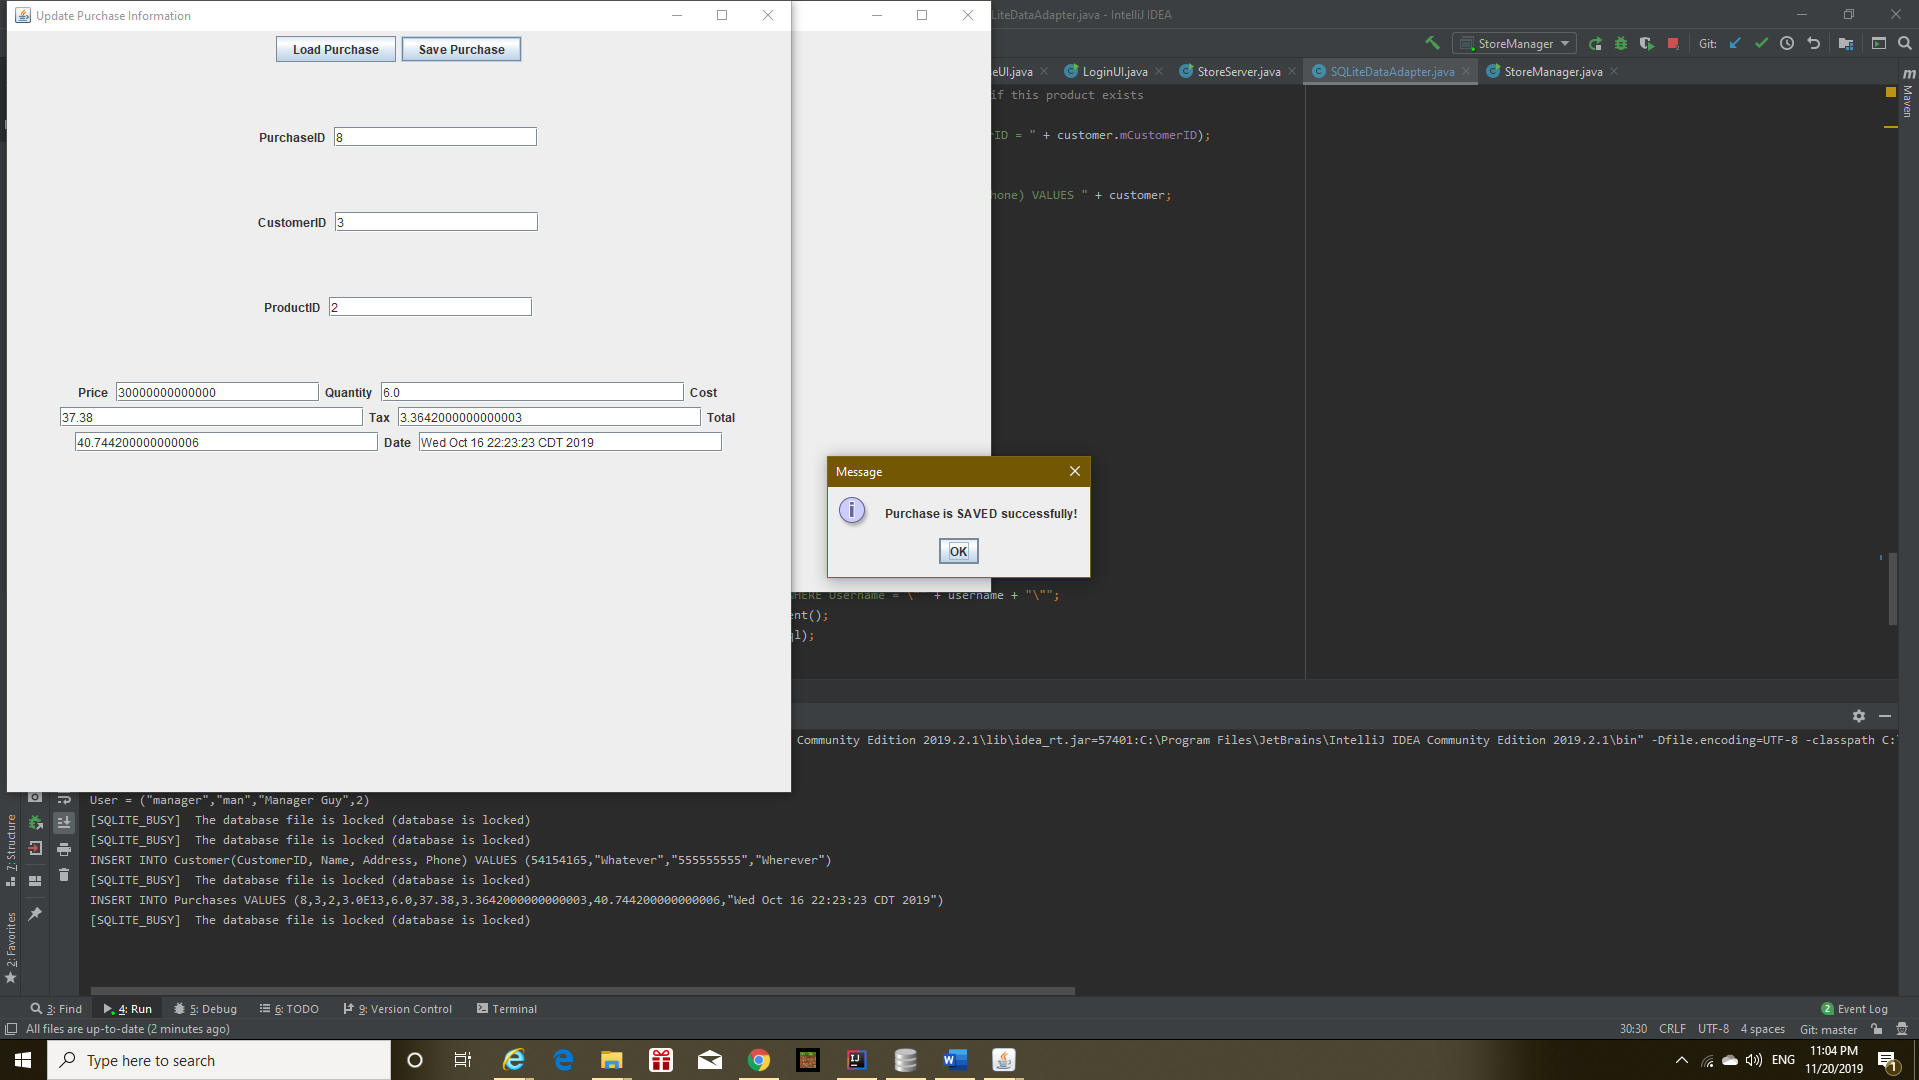 Update Purchase Information
LiteDataAdapter.java - IntelliJ IDEA
Load Purchase
Save Purchase
StoreManager
Git:
eUI.java
LoginUI.java
StoreServer.java
SQLiteDataAdapter.java
StoreManager.java
m
Maven
if this product exists
PurchaseID 8
rID = " + customer.mCustomerID);
hone) VALUES " + customer;
CustomerID 3
ProductID 2
Price 30000000000000 Quantity 6.0 Cost
37.38 Tax 3.3642000000000003 Total
40.744200000000006 Date Wed Oct 16 22:23:23 CDT 2019
Message
Purchase is SAVED successfully!
OK
WHERE Username = \"" + username + "\"";
ent();
ql);
Community Edition 2019.2.1\lib\idea_rt.jar=57401:C:\Program Files\JetBrains\IntelliJ IDEA Community Edition 2019.2.1\bin" -Dfile.encoding=UTF-8 -classpath C:
User = ("manager","man","Manager Guy",2)
[SQLITE_BUSY]  The database file is locked (database is locked)
[SQLITE_BUSY]  The database file is locked (database is locked)
INSERT INTO Customer(CustomerID, Name, Address, Phone) VALUES (54154165,"Whatever","555555555","Wherever")
[SQLITE_BUSY]  The database file is locked (database is locked)
INSERT INTO Purchases VALUES (8,3,2,3.0E13,6.0,37.38,3.3642000000000003,40.744200000000006,"Wed Oct 16 22:23:23 CDT 2019")
[SQLITE_BUSY]  The database file is locked (database is locked)
7: Structure
2: Favorites
3: Find
4: Run
5: Debug
6: TODO
9: Version Control
Terminal
2 Event Log
All files are up-to-date (2 minutes ago)
30:30 CRLF UTF-8 4 spaces Git: master
Type here to search
ENG
11:04 PM
11/20/2019
1